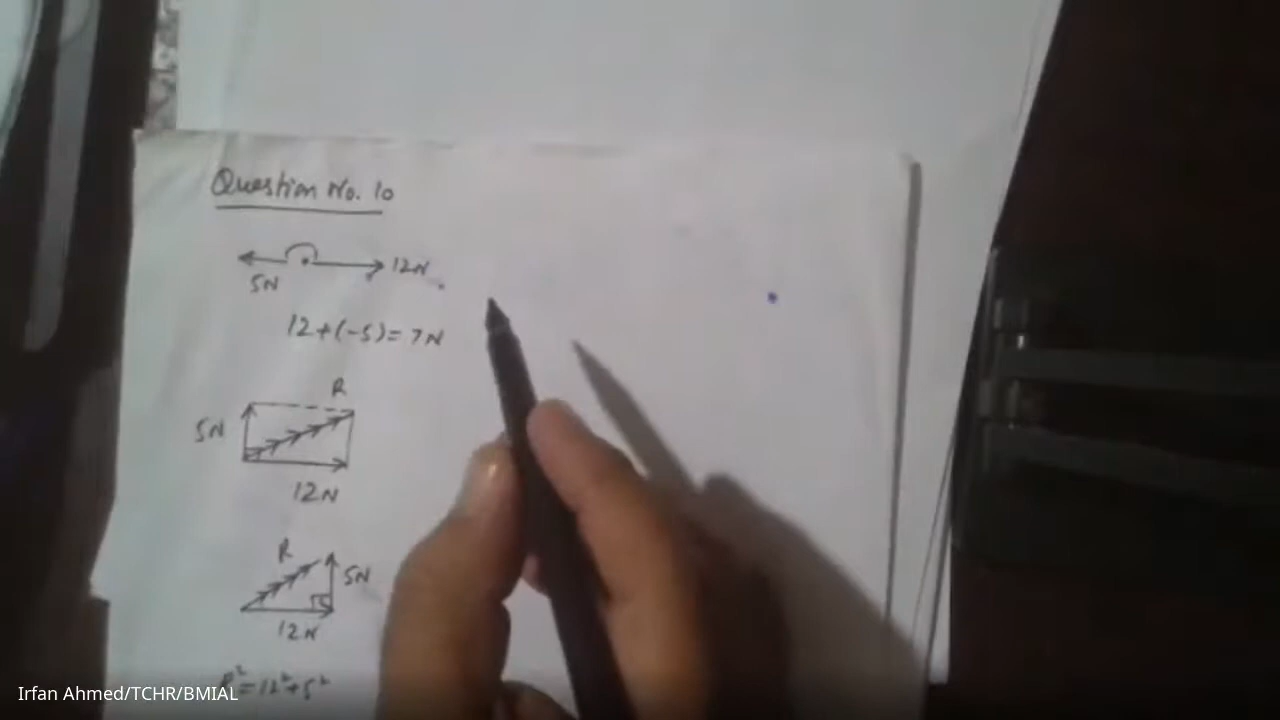 Question No. 10
5N
12N
12+(-5)= 7N
R
5N
12N
R
5N
12N
R²=12²+5²
Irfan Ahmed/TCHR/BMIAL